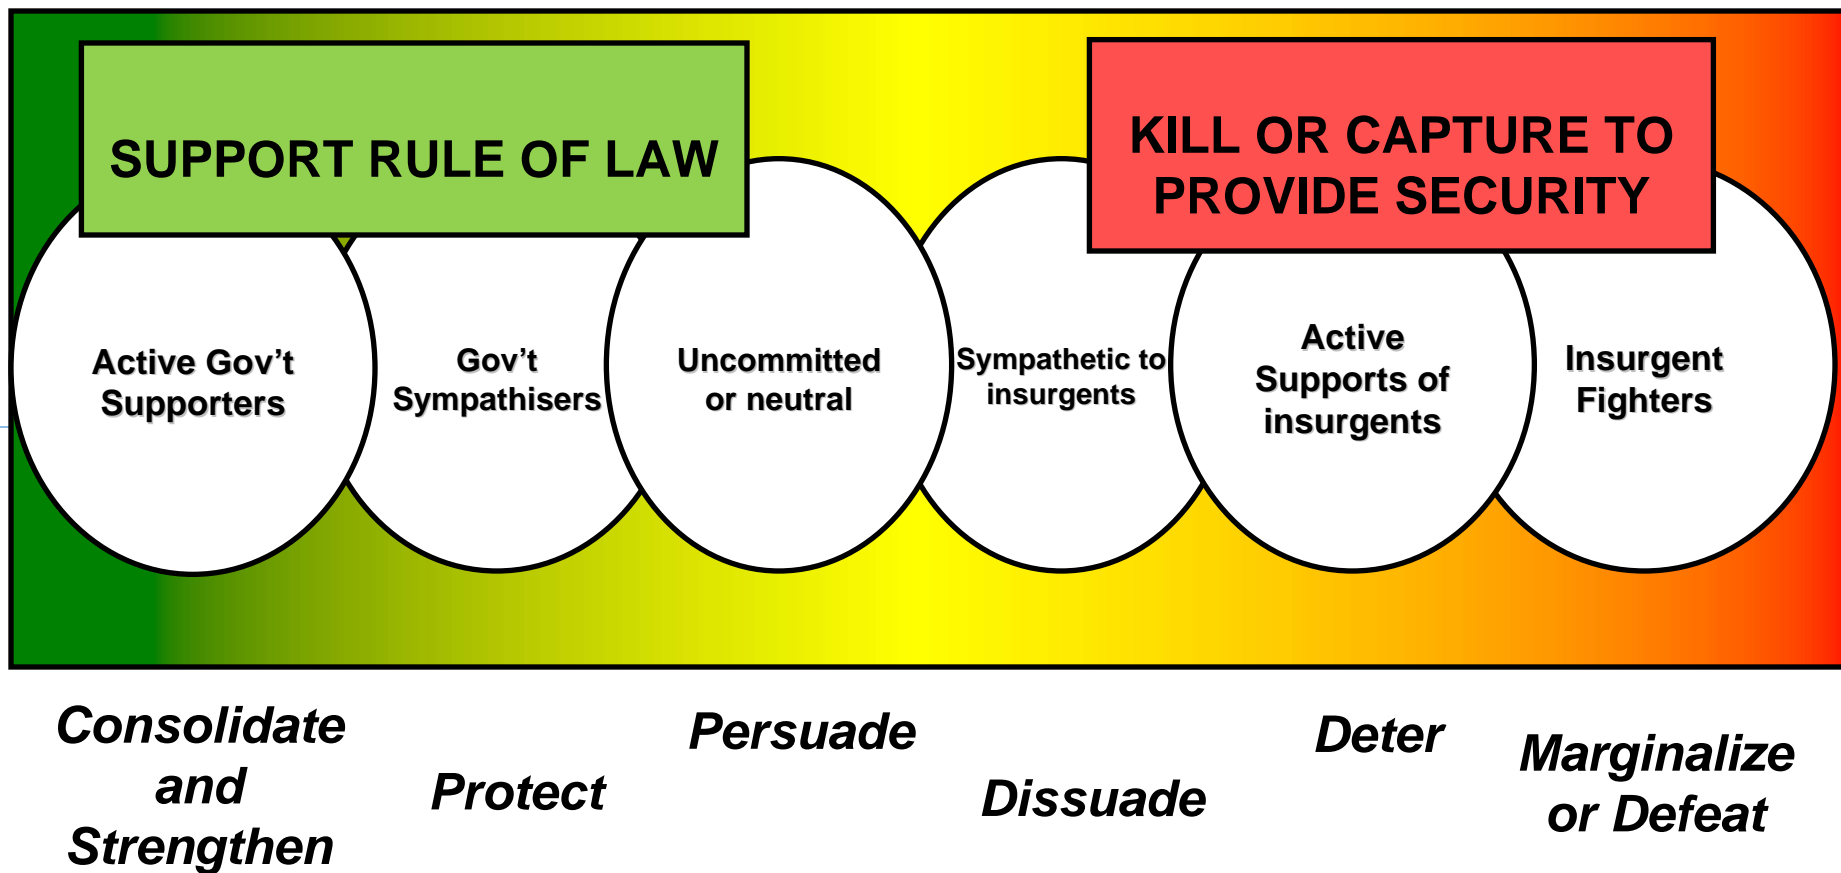 SUPPORT RULE OF LAW
KILL OR CAPTURE TO
PROVIDE SECURITY
Active Gov’t
Supporters
Gov’t
Sympathisers
Uncommitted
or neutral
Sympathetic to
insurgents
Active
Supports of
insurgents
Insurgent
Fighters
Consolidate
and
Strengthen
Protect
Persuade
Dissuade
Deter
Marginalize
or Defeat